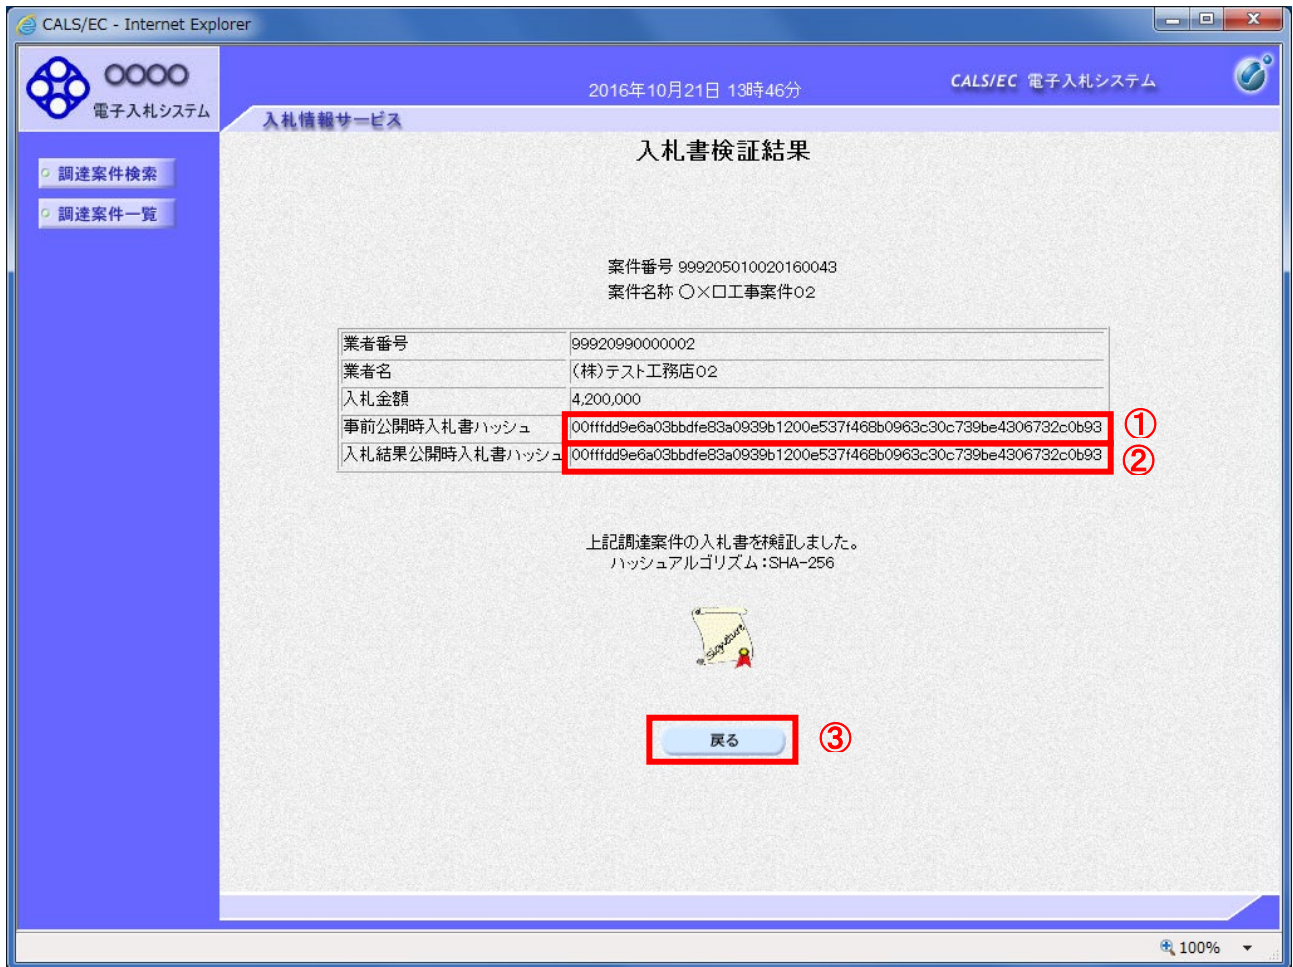 CALS/EC - Internet Explorer
〇〇〇〇
電子入札システム
2016年10月21日 13時46分
CALS/EC 電子入札システム
入札情報サービス
調達案件検索
調達案件一覧
入札書検証結果
案件番号 999205010020160043
案件名称 〇×口工事案件02
業者番号 99920990000002
業者名 (株)テスト工務店02
入札金額 4,200,000
事前公開時入札書ハッシュ 00fffdd9e6a03bbdfe83a0939b1200e537f468b0963c30c739be4306732c0b93 ①
入札結果公開時入札書ハッシュ 00fffdd9e6a03bbdfe83a0939b1200e537f468b0963c30c739be4306732c0b93 ②
上記調達案件の入札書を検証しました。
ハッシュアルゴリズム:SHA-256
signature
戻る ③
100%